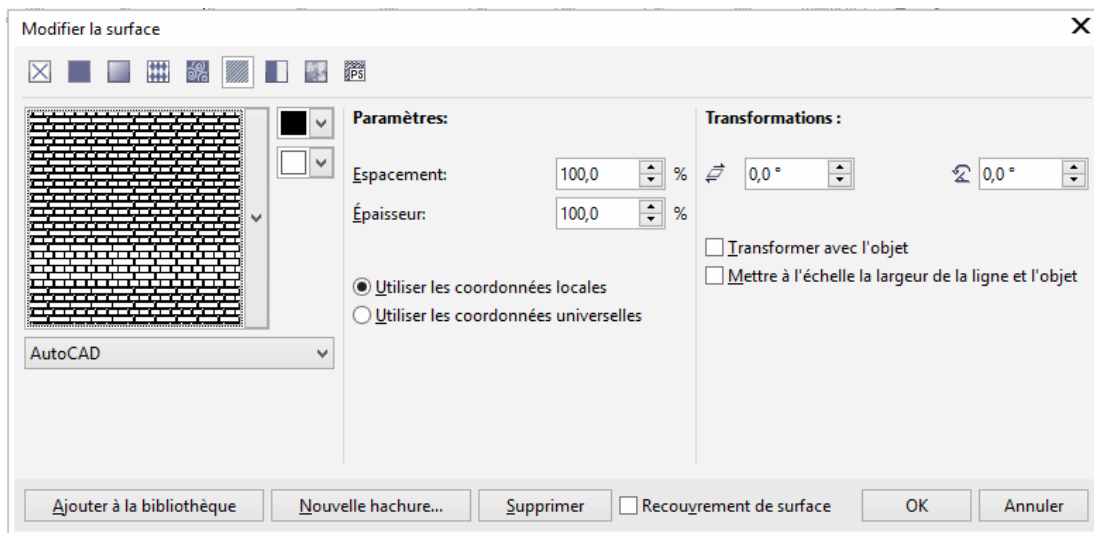 Modifier la surface
PS
Paramètres:
Transformations :
Espacement: 100,0 % 0,0 ° 0,0 °
Épaisseur: 100,0 %
Transformer avec l'objet
Mettre à l'échelle la largeur de la ligne et l'objet
Utiliser les coordonnées locales
Utiliser les coordonnées universelles
AutoCAD
Ajouter à la bibliothèque Nouvelle hachure... Supprimer Recouvrement de surface OK Annuler